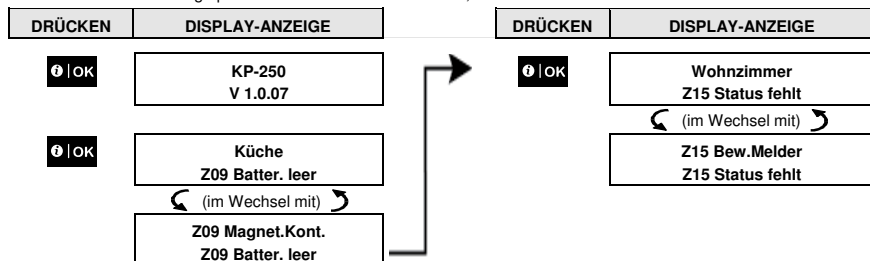 DRÜCKEN DISPLAY-ANZEIGE
OK KP-250
V 1.0.07
OK Küche
Z09 Batter. leer
(im Wechsel mit)
Z09 Magnet.Kont.
Z09 Batter. leer
DRÜCKEN DISPLAY-ANZEIGE
OK Wohnzimmer
Z15 Status fehlt
(im Wechsel mit)
Z15 Bew.Melder
Z15 Status fehlt